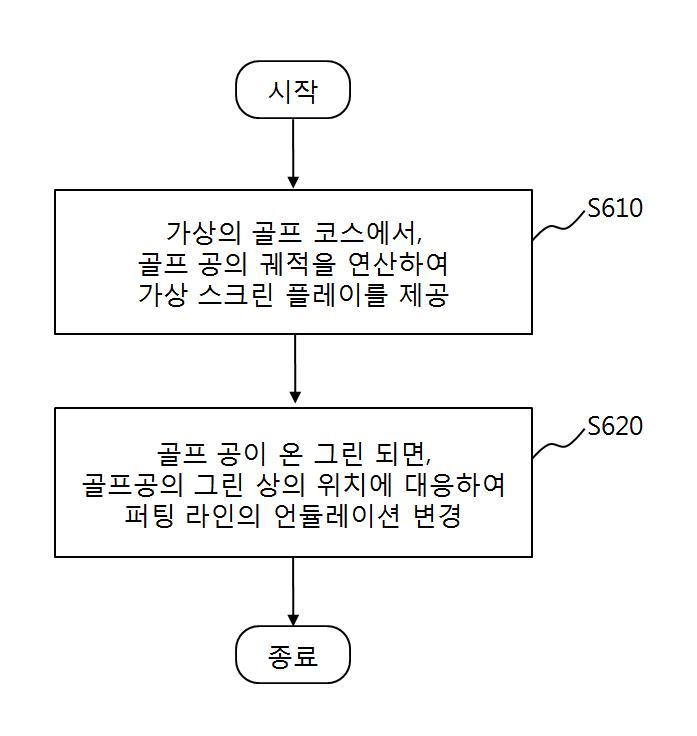 시작
S610
가상의 골프 코스에서,
골프 공의 궤적을 연산하여
가상 스크린 플레이를 제공
S620
골프 공이 온 그린 되면,
골프공의 그린 상의 위치에 대응하여
퍼팅 라인의 언듈레이션 변경
종료